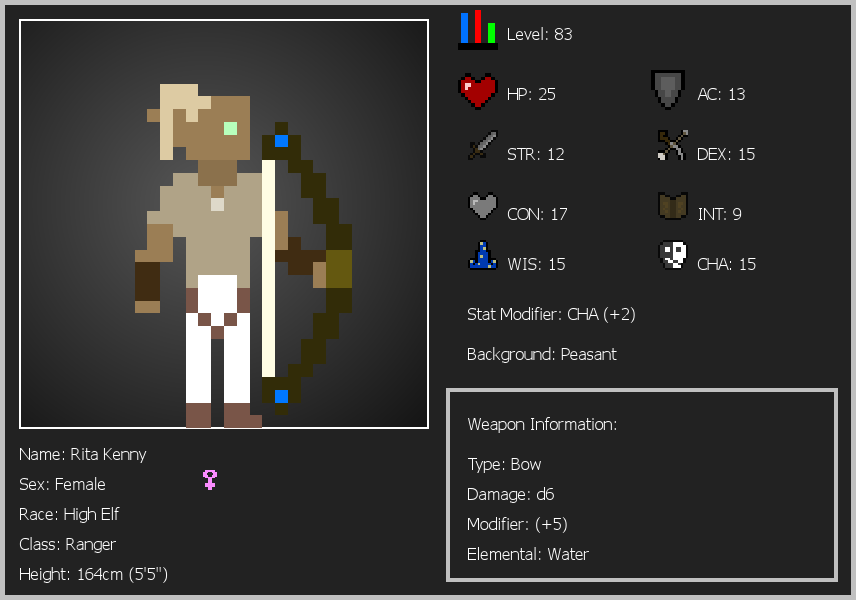 Level: 83
HP: 25
AC: 13
STR: 12
DEX: 15
CON: 17
INT: 9
WIS: 15
CHA: 15
Stat Modifier: CHA (+2)
Background: Peasant
Weapon Information:
Type: Bow
Damage: d6
Modifier: (+5)
Elemental: Water
Name: Rita Kenny
Sex: Female
Race: High Elf
Class: Ranger
Height: 164cm (5'5")